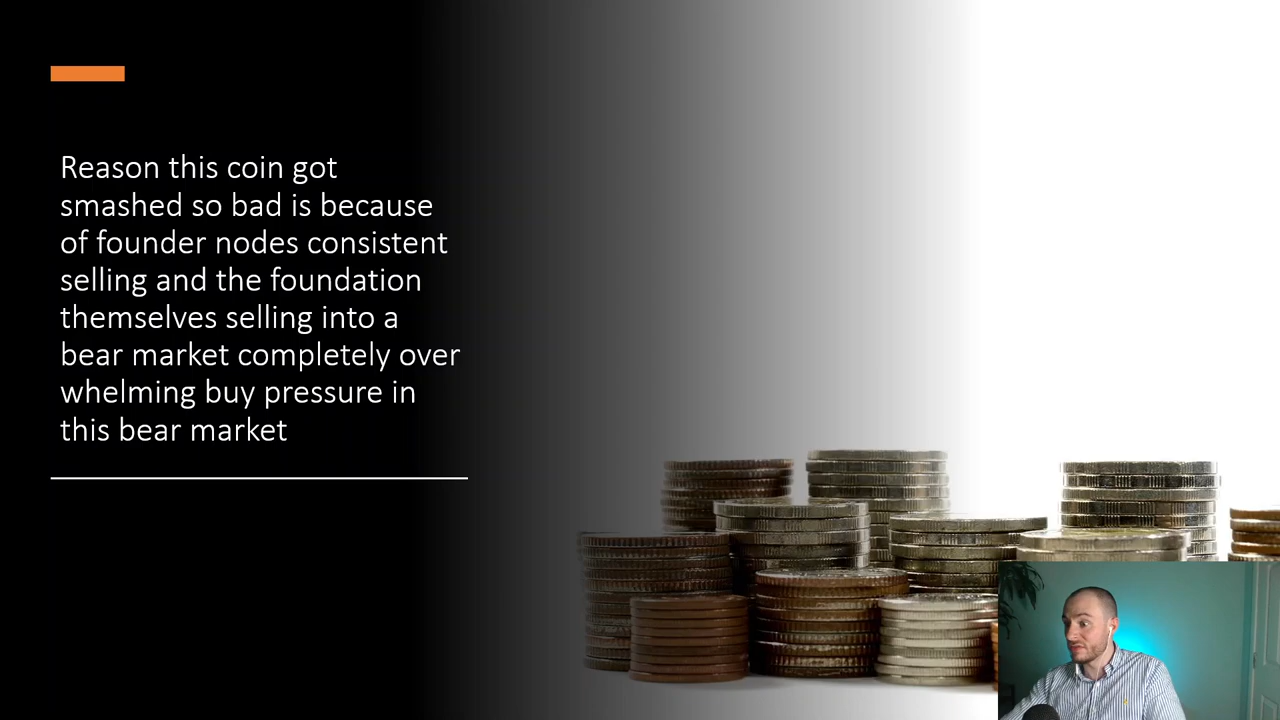 Reason this coin got
smashed so bad is because
of founder nodes consistent
selling and the foundation
themselves selling into a
bear market completely over
whelming buy pressure in
this bear market